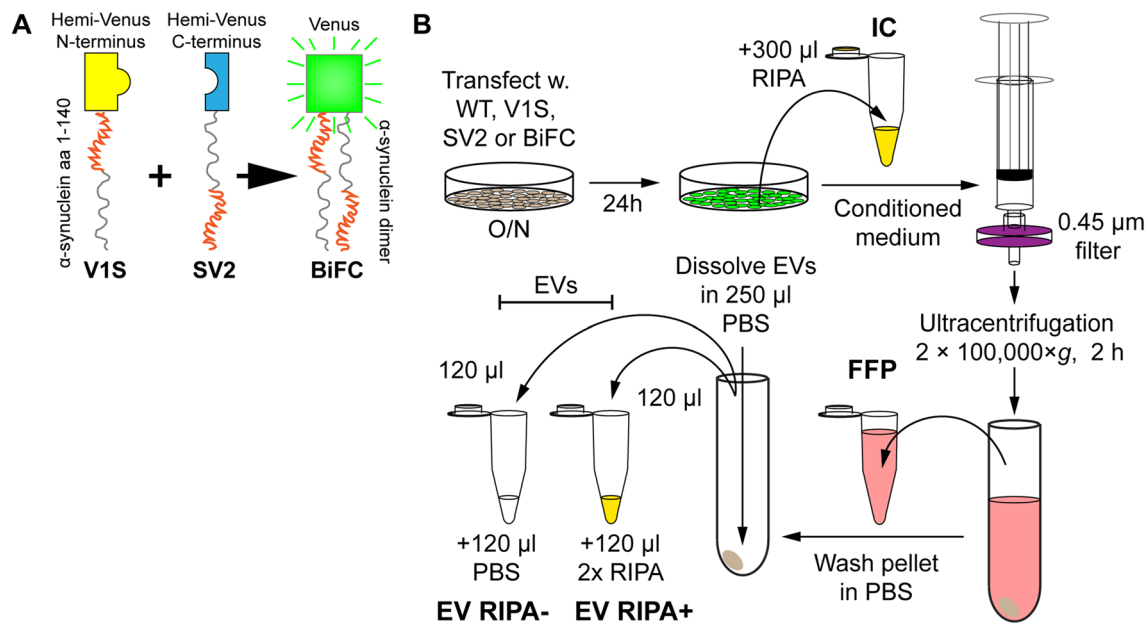 A
Hemi-Venus
N-terminus
Hemi-Venus
C-terminus
Venus
α-synuclein aa 1-140
+
α-synuclein dimer
V1S
SV2
BiFC
B
Transfect w.
WT, V1S,
SV2 or BiFC
O/N
24h
+300 µl
RIPA
IC
Conditioned
medium
0.45 µm
filter
Ultracentrifugation
2 × 100,000×g, 2 h
FFP
Wash pellet
in PBS
Dissolve EVs
in 250 µl
PBS
EVs
120 µl
120 µl
+120 µl
PBS
EV RIPA-
+120 µl
2x RIPA
EV RIPA+